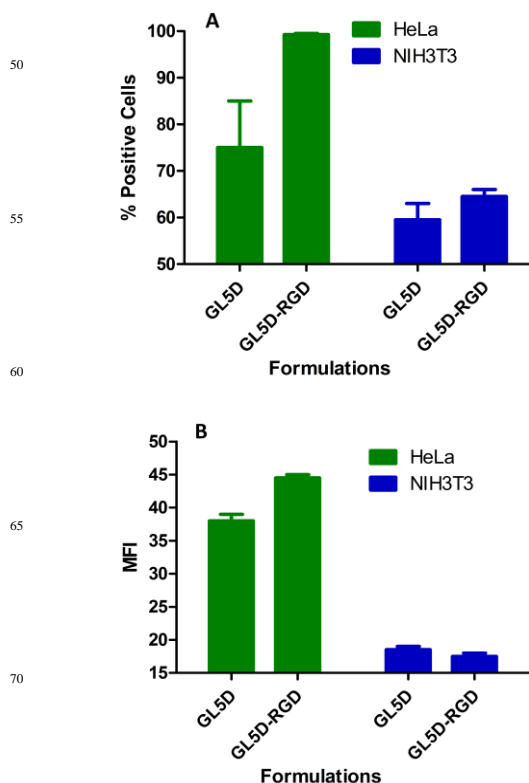 A
HeLa
NIH3T3
100
90
80
70
60
50
% Positive Cells
GL5D
GL5D-RGD
GL5D
GL5D-RGD
Formulations
B
HeLa
NIH3T3
50
45
40
35
30
25
20
15
MFI
GL5D
GL5D-RGD
GL5D
GL5D-RGD
Formulations
50
55
60
65
70